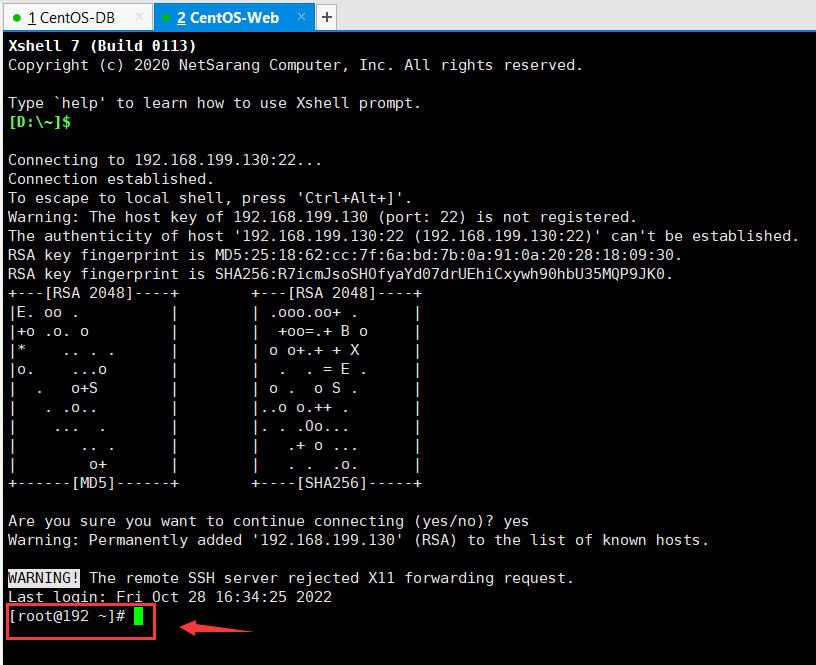 1 CentOS-DB × 2 CentOS-Web × +
Xshell 7 (Build 0113)
Copyright (c) 2020 NetSarang Computer, Inc. All rights reserved.
Type `help' to learn how to use Xshell prompt.
[D:\~]$
Connecting to 192.168.199.130:22...
Connection established.
To escape to local shell, press 'Ctrl+Alt+]'.
Warning: The host key of 192.168.199.130 (port: 22) is not registered.
The authenticity of host '192.168.199.130:22 (192.168.199.130:22)' can't be established.
RSA key fingerprint is MD5:25:18:62:cc:7f:6a:bd:7b:0a:91:0a:20:28:18:09:30.
RSA key fingerprint is SHA256:R7icmJsoSHOfyaYd07drUEhiCxywh90hbU35MQP9JK0.
+---[RSA 2048]----+        +---[RSA 2048]----+
|E. oo .          |        | .ooo.oo+ .      |
|+o .o. o         |        |  +oo=.+ B o     |
|*    .. . .      |        | o o+.+ + X      |
|o.    ...o       |        |  .  . = E .     |
|  .   o+S        |        | o .  o S .      |
|   . .o..        |        |..o o.++ .       |
|    ...  .       |        |. . .Oo...       |
|       .. .      |        |   .+ o ...      |
|        o+       |        |   . .  .o.      |
+------[MD5]------+        +----[SHA256]-----+
Are you sure you want to continue connecting (yes/no)? yes
Warning: Permanently added '192.168.199.130' (RSA) to the list of known hosts.
WARNING! The remote SSH server rejected X11 forwarding request.
Last login: Fri Oct 28 16:34:25 2022
[root@192 ~]#